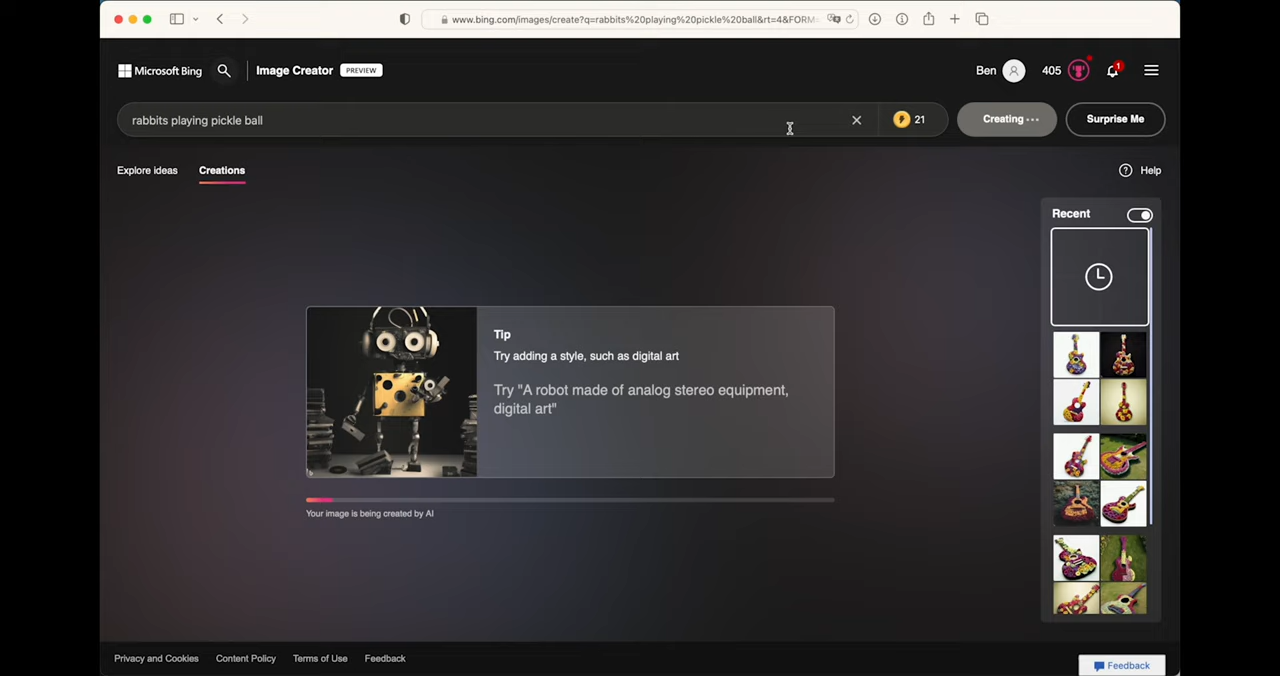 www.bing.com/images/create?q=rabbits%20playing%20pickle%20ball&rt=4&FORM=
Microsoft Bing
Image Creator
PREVIEW
Ben
405
1
rabbits playing pickle ball
21
Creating
Surprise Me
Explore ideas
Creations
Help
Recent
Tip
Try adding a style, such as digital art
Try "A robot made of analog stereo equipment,
digital art"
Your image is being created by AI
Privacy and Cookies
Content Policy
Terms of Use
Feedback
Feedback